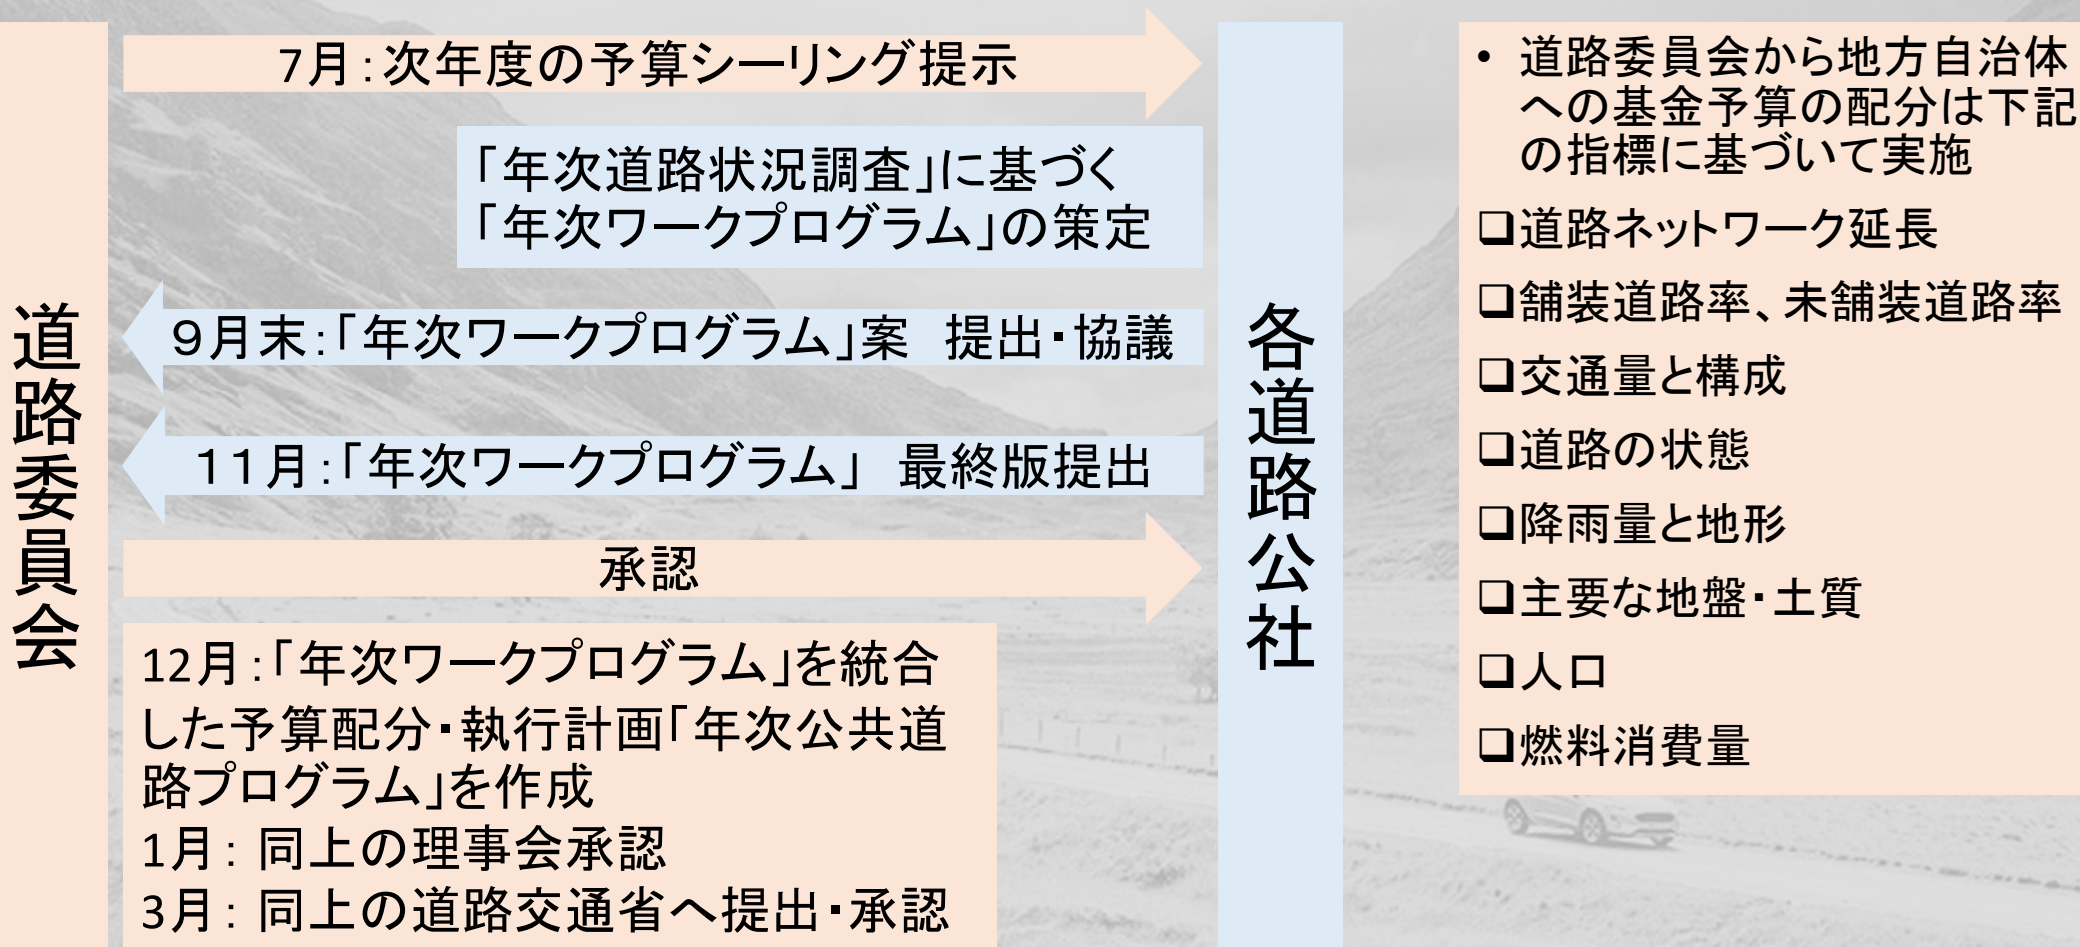 道路委員会
7月：次年度の予算シーリング提示
「年次道路状況調査」に基づく
「年次ワークプログラム」の策定
９月末：「年次ワークプログラム」案　提出・協議
１１月：「年次ワークプログラム」　最終版提出
承認
12月：「年次ワークプログラム」を統合
した予算配分・執行計画「年次公共道
路プログラム」を作成
1月： 同上の理事会承認
3月： 同上の道路交通省へ提出・承認
各道路公社
• 道路委員会から地方自治体
への基金予算の配分は下記
の指標に基づいて実施
❑道路ネットワーク延長
❑舗装道路率、未舗装道路率
❑交通量と構成
❑道路の状態
❑降雨量と地形
❑主要な地盤・土質
❑人口
❑燃料消費量